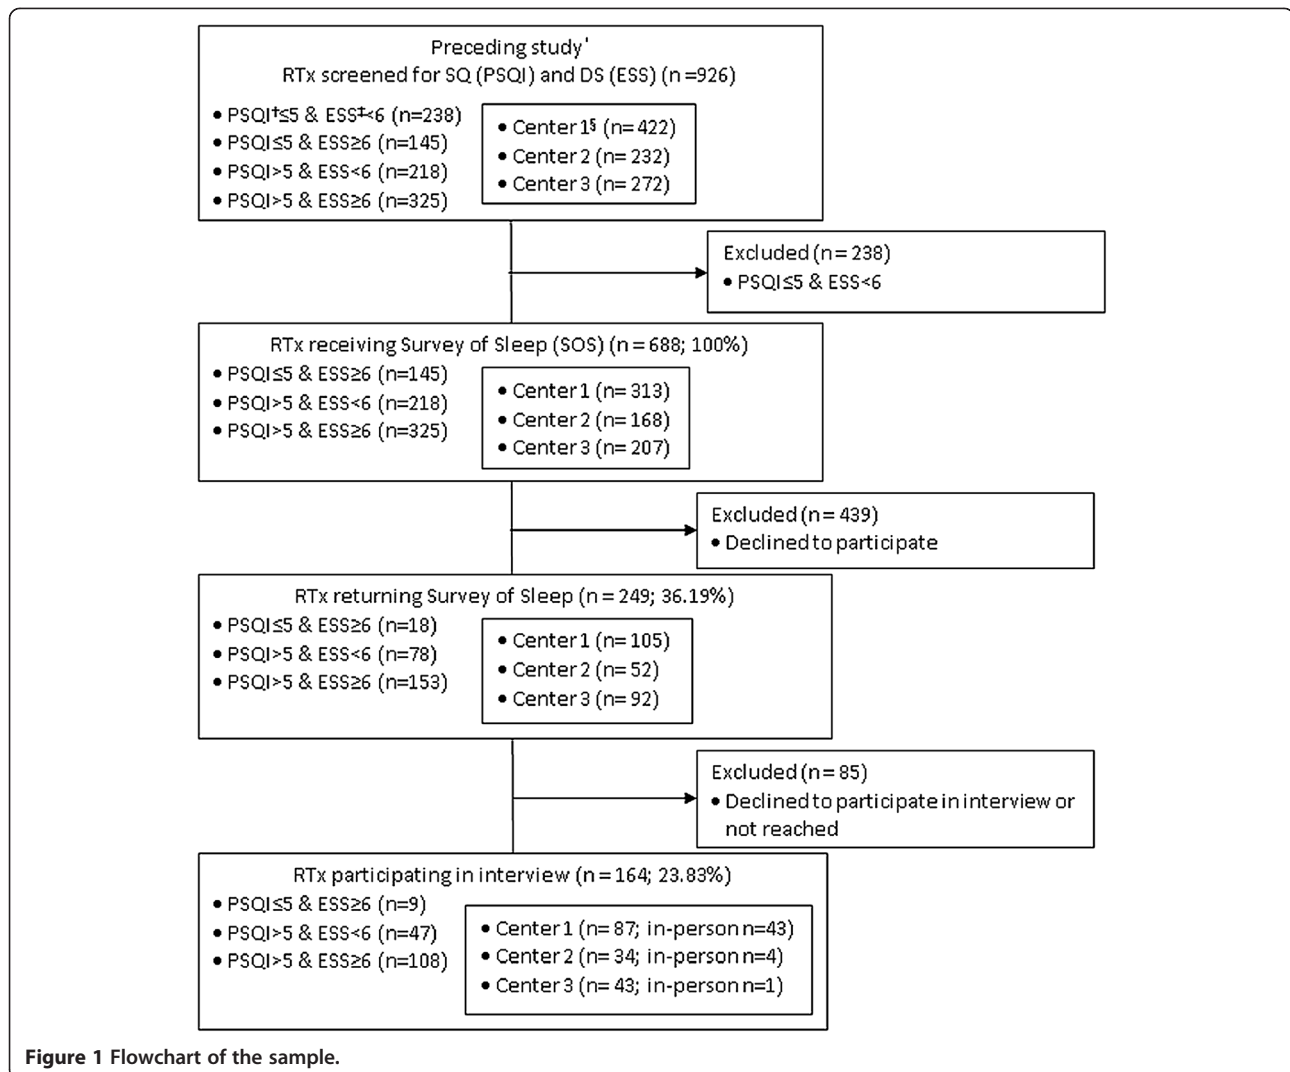 Preceding study'
RTx screened for SQ (PSQI) and DS (ESS) (n =926)
• PSQI†≤5 & ESS‡<6 (n=238)
• PSQI≤5 & ESS≥6 (n=145)
• PSQI>5 & ESS<6 (n=218)
• PSQI>5 & ESS≥6 (n=325)
• Center 1§ (n= 422)
• Center 2 (n= 232)
• Center 3 (n= 272)
Excluded (n = 238)
• PSQI≤5 & ESS<6
RTx receiving Survey of Sleep (SOS) (n = 688; 100%)
• PSQI≤5 & ESS≥6 (n=145)
• PSQI>5 & ESS<6 (n=218)
• PSQI>5 & ESS≥6 (n=325)
• Center 1 (n= 313)
• Center 2 (n= 168)
• Center 3 (n= 207)
Excluded (n = 439)
• Declined to participate
RTx returning Survey of Sleep (n = 249; 36.19%)
• PSQI≤5 & ESS≥6 (n=18)
• PSQI>5 & ESS<6 (n=78)
• PSQI>5 & ESS≥6 (n=153)
• Center 1 (n= 105)
• Center 2 (n= 52)
• Center 3 (n= 92)
Excluded (n = 85)
• Declined to participate in interview or
not reached
RTx participating in interview (n = 164; 23.83%)
• PSQI≤5 & ESS≥6 (n=9)
• PSQI>5 & ESS<6 (n=47)
• PSQI>5 & ESS≥6 (n=108)
• Center 1 (n= 87; in-person n=43)
• Center 2 (n= 34; in-person n=4)
• Center 3 (n= 43; in-person n=1)
Figure 1 Flowchart of the sample.